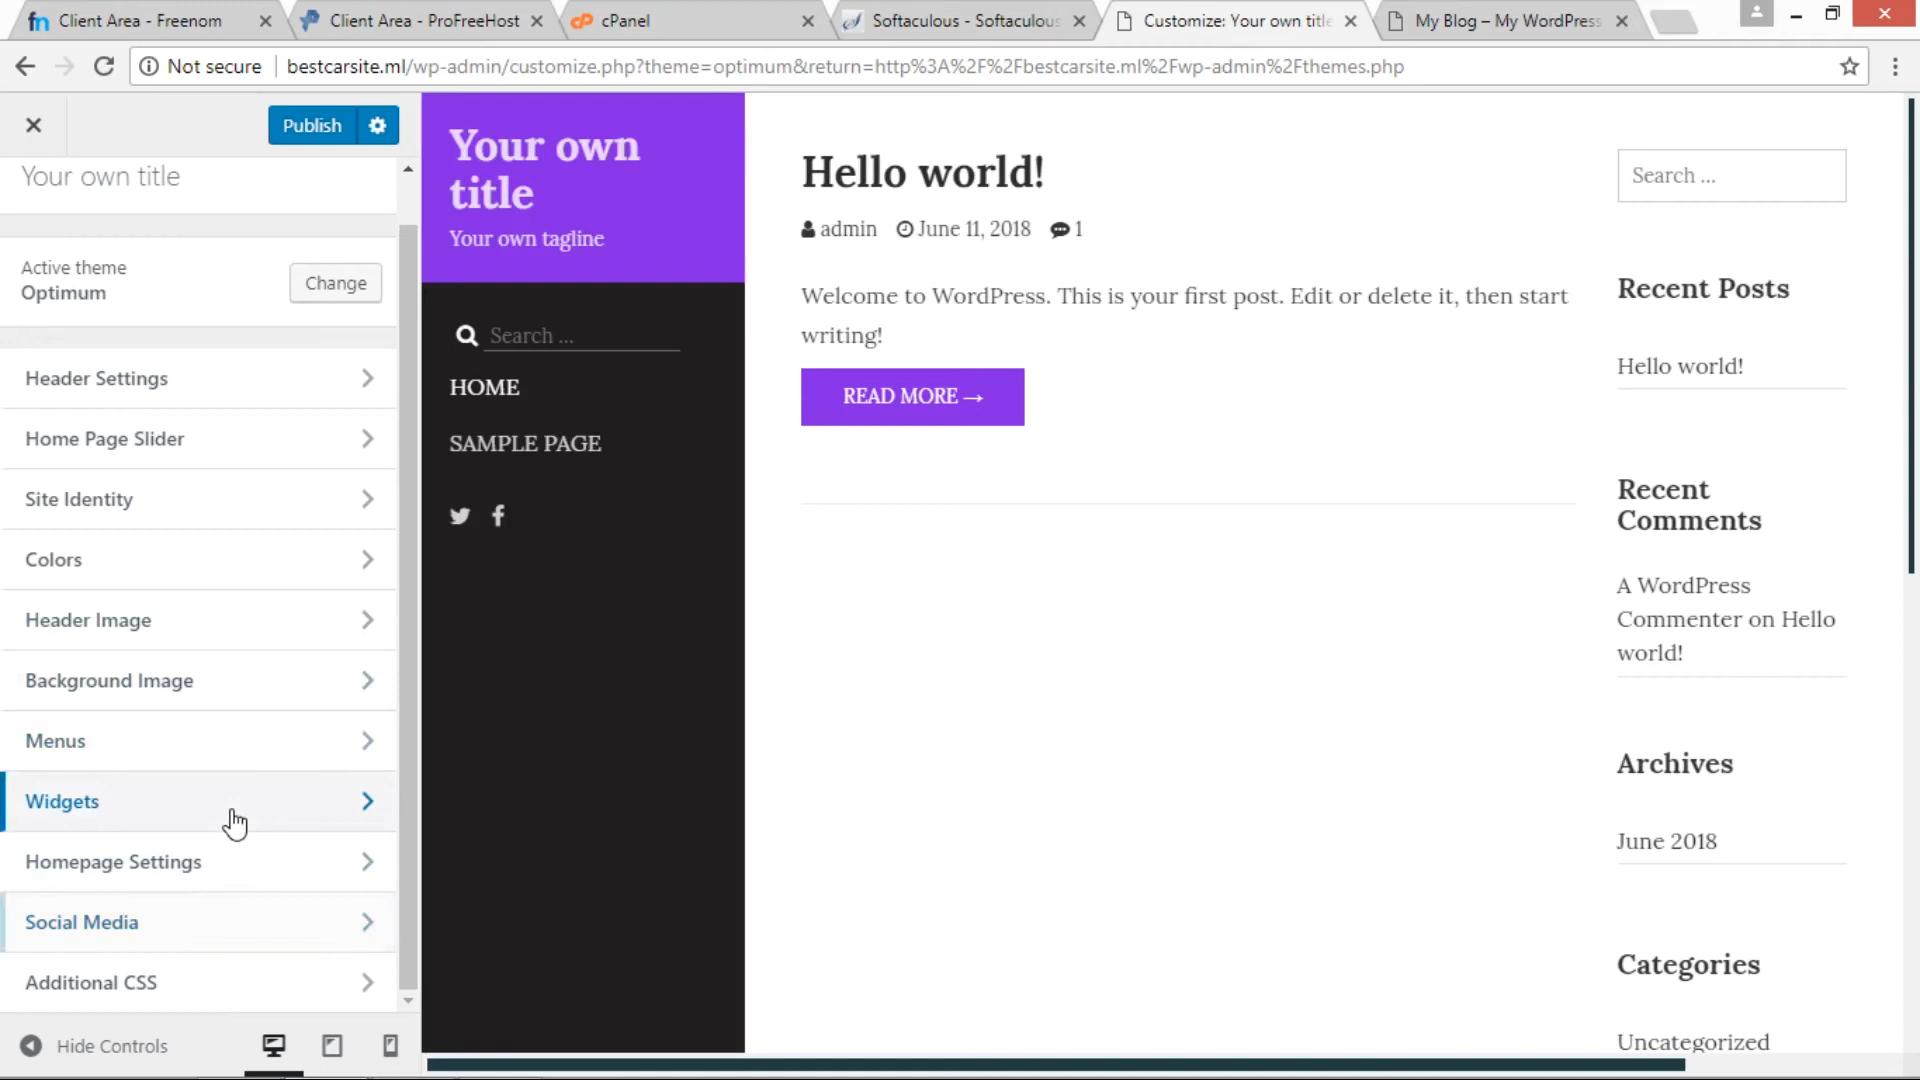 Client Area - Freenom
Client Area - ProFreeHost
cPanel
Softaculous - Softaculous
Customize: Your own title
My Blog – My WordPress
Not secure
bestcarsite.ml/wp-admin/customize.php?theme=optimum&return=http%3A%2F%2Fbestcarsite.ml%2Fwp-admin%2Fthemes.php
Publish
Your own title
Active theme
Optimum
Change
Header Settings
Home Page Slider
Site Identity
Colors
Header Image
Background Image
Menus
Widgets
Homepage Settings
Social Media
Additional CSS
Hide Controls
Your own
title
Your own tagline
Search ...
HOME
SAMPLE PAGE
Hello world!
admin June 11, 2018 1
Welcome to WordPress. This is your first post. Edit or delete it, then start
writing!
READ MORE →
Search ...
Recent Posts
Hello world!
Recent
Comments
A WordPress
Commenter on Hello
world!
Archives
June 2018
Categories
Uncategorized